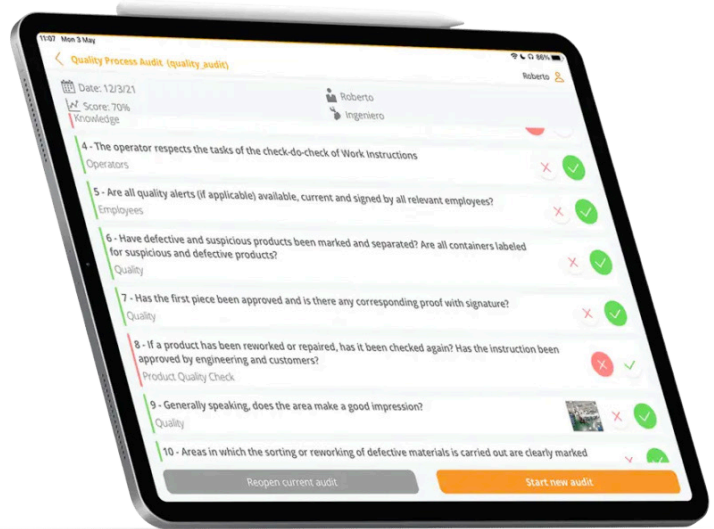 11:07 Mon 3 May
86%
Quality Process Audit (quality_audit)
Roberto
Date: 12/3/21
Roberto
Score: 70%
Ingeniero
Knowledge
4 - The operator respects the tasks of the check-do-check of Work Instructions
Operators
5 - Are all quality alerts (if applicable) available, current and signed by all relevant employees?
Employees
6 - Have defective and suspicious products been marked and separated? Are all containers labeled
for suspicious and defective products?
Quality
7 - Has the first piece been approved and is there any corresponding proof with signature?
Quality
8 - If a product has been reworked or repaired, has it been checked again? Has the instruction been
approved by engineering and customers?
Product Quality Check
9 - Generally speaking, does the area make a good impression?
Quality
10 - Areas in which the sorting or reworking of defective materials is carried out are clearly marked
Reopen current audit
Start new audit